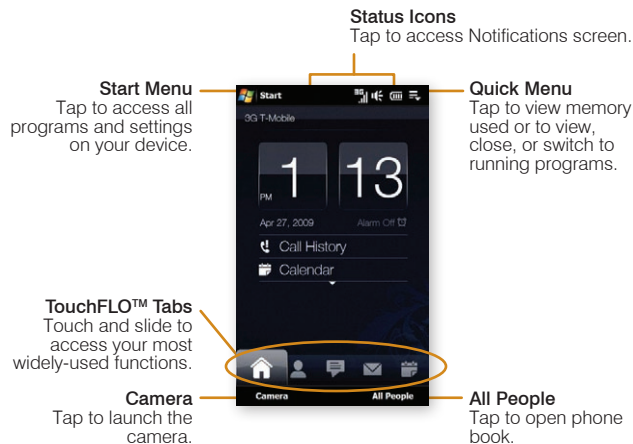 Status Icons
Tap to access Notifications screen.
Start Menu
Tap to access all
programs and settings
on your device.
Start
3G
Quick Menu
Tap to view memory
used or to view,
close, or switch to
running programs.
3G T-Mobile
PM
1
13
Apr 27, 2009
Alarm Off
Call History
Calendar
TouchFLO™ Tabs
Touch and slide to
access your most
widely-used functions.
Camera
All People
Camera
Tap to launch the
camera.
All People
Tap to open phone
book.